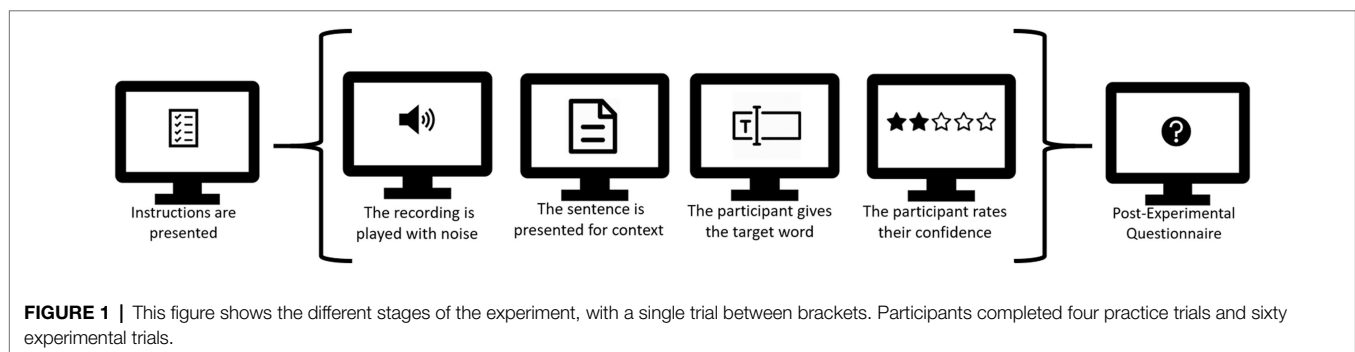 T
Instructions are
presented
The recording is
played with noise
The sentence is
presented for context
The participant gives
the target word
The participant rates
their confidence
Post-Experimental
Questionnaire
FIGURE 1 | This figure shows the different stages of the experiment, with a single trial between brackets. Participants completed four practice trials and sixty
experimental trials.